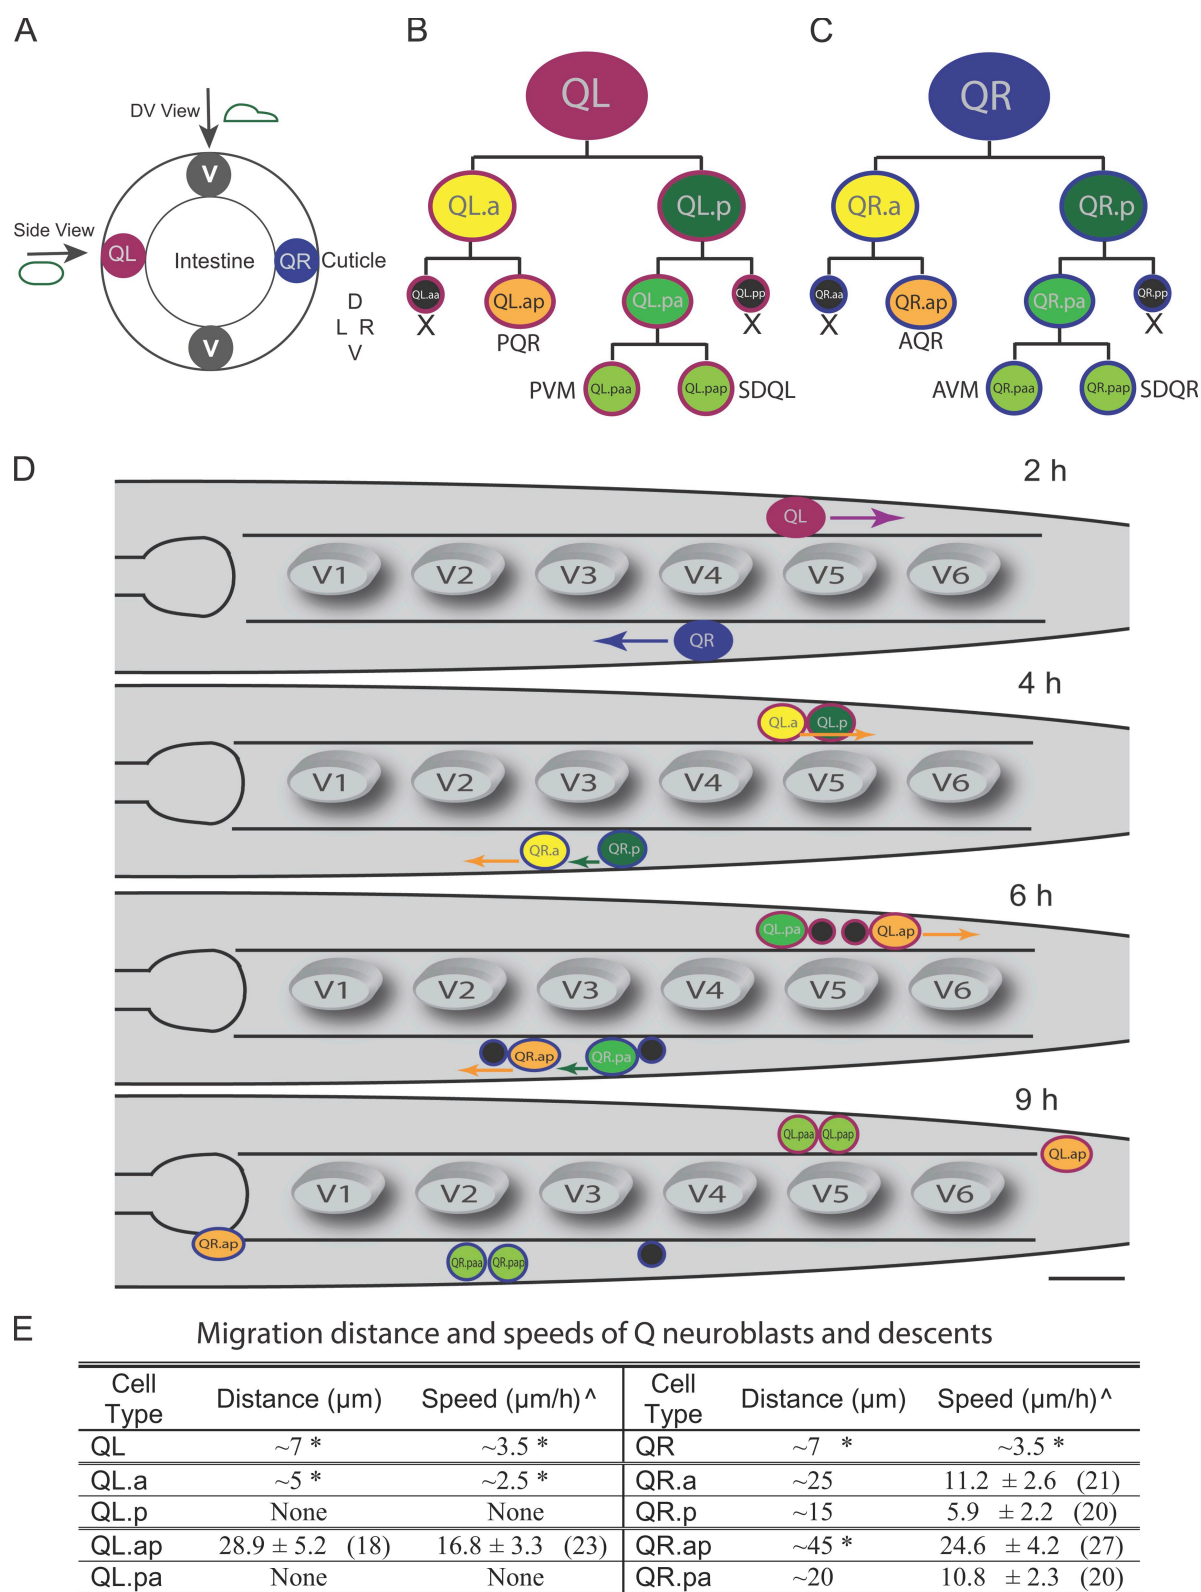 A
B
C
DV View
V
Side View
QL
Intestine
QR
Cuticle
D
L R
V
V
QL
QL.a
QL.p
QL.aa
QL.ap
QL.pa
QL.pp
X
PQR
X
PVM
QL.paa
QL.pap
SDQL
QR
QR.a
QR.p
QR.aa
QR.ap
QR.pa
QR.pp
X
AQR
X
AVM
QR.paa
QR.pap
SDQR
D
2 h
QL
V1 V2 V3 V4 V5 V6
QR
4 h
QL.a QL.p
V1 V2 V3 V4 V5 V6
QR.a QR.p
6 h
QL.pa QL.ap
V1 V2 V3 V4 V5 V6
QR.ap QR.pa
9 h
QL.paa QL.pap
QL.ap
V1 V2 V3 V4 V5 V6
QR.ap
QR.paa QR.pap
E
Migration distance and speeds of Q neuroblasts and descents
Cell Type Distance (µm) Speed (µm/h) ^ Cell Type Distance (µm) Speed (µm/h) ^
QL ~7 * ~3.5 * QR ~7 * ~3.5 *
QL.a ~5 * ~2.5 * QR.a ~25 11.2 ± 2.6 (21)
QL.p None None QR.p ~15 5.9 ± 2.2 (20)
QL.ap 28.9 ± 5.2 (18) 16.8 ± 3.3 (23) QR.ap ~45 * 24.6 ± 4.2 (27)
QL.pa None None QR.pa ~20 10.8 ± 2.3 (20)